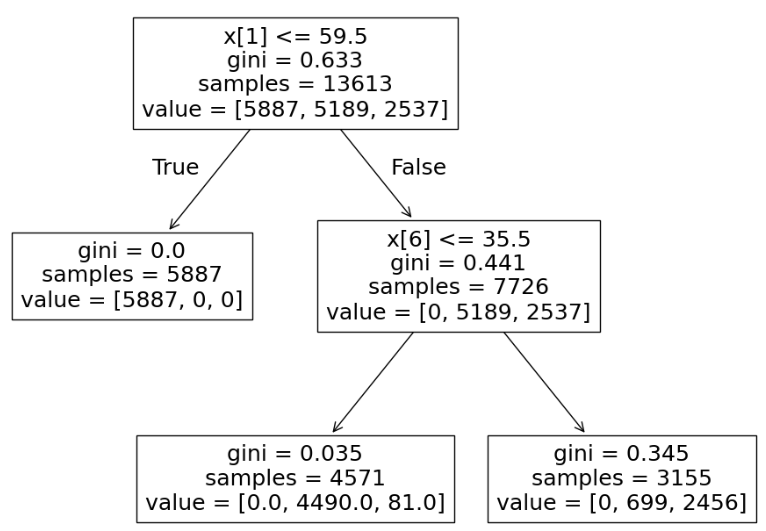 x[1] <= 59.5
gini = 0.633
samples = 13613
value = [5887, 5189, 2537]
True
False
gini = 0.0
samples = 5887
value = [5887, 0, 0]
x[6] <= 35.5
gini = 0.441
samples = 7726
value = [0, 5189, 2537]
gini = 0.035
samples = 4571
value = [0.0, 4490.0, 81.0]
gini = 0.345
samples = 3155
value = [0, 699, 2456]